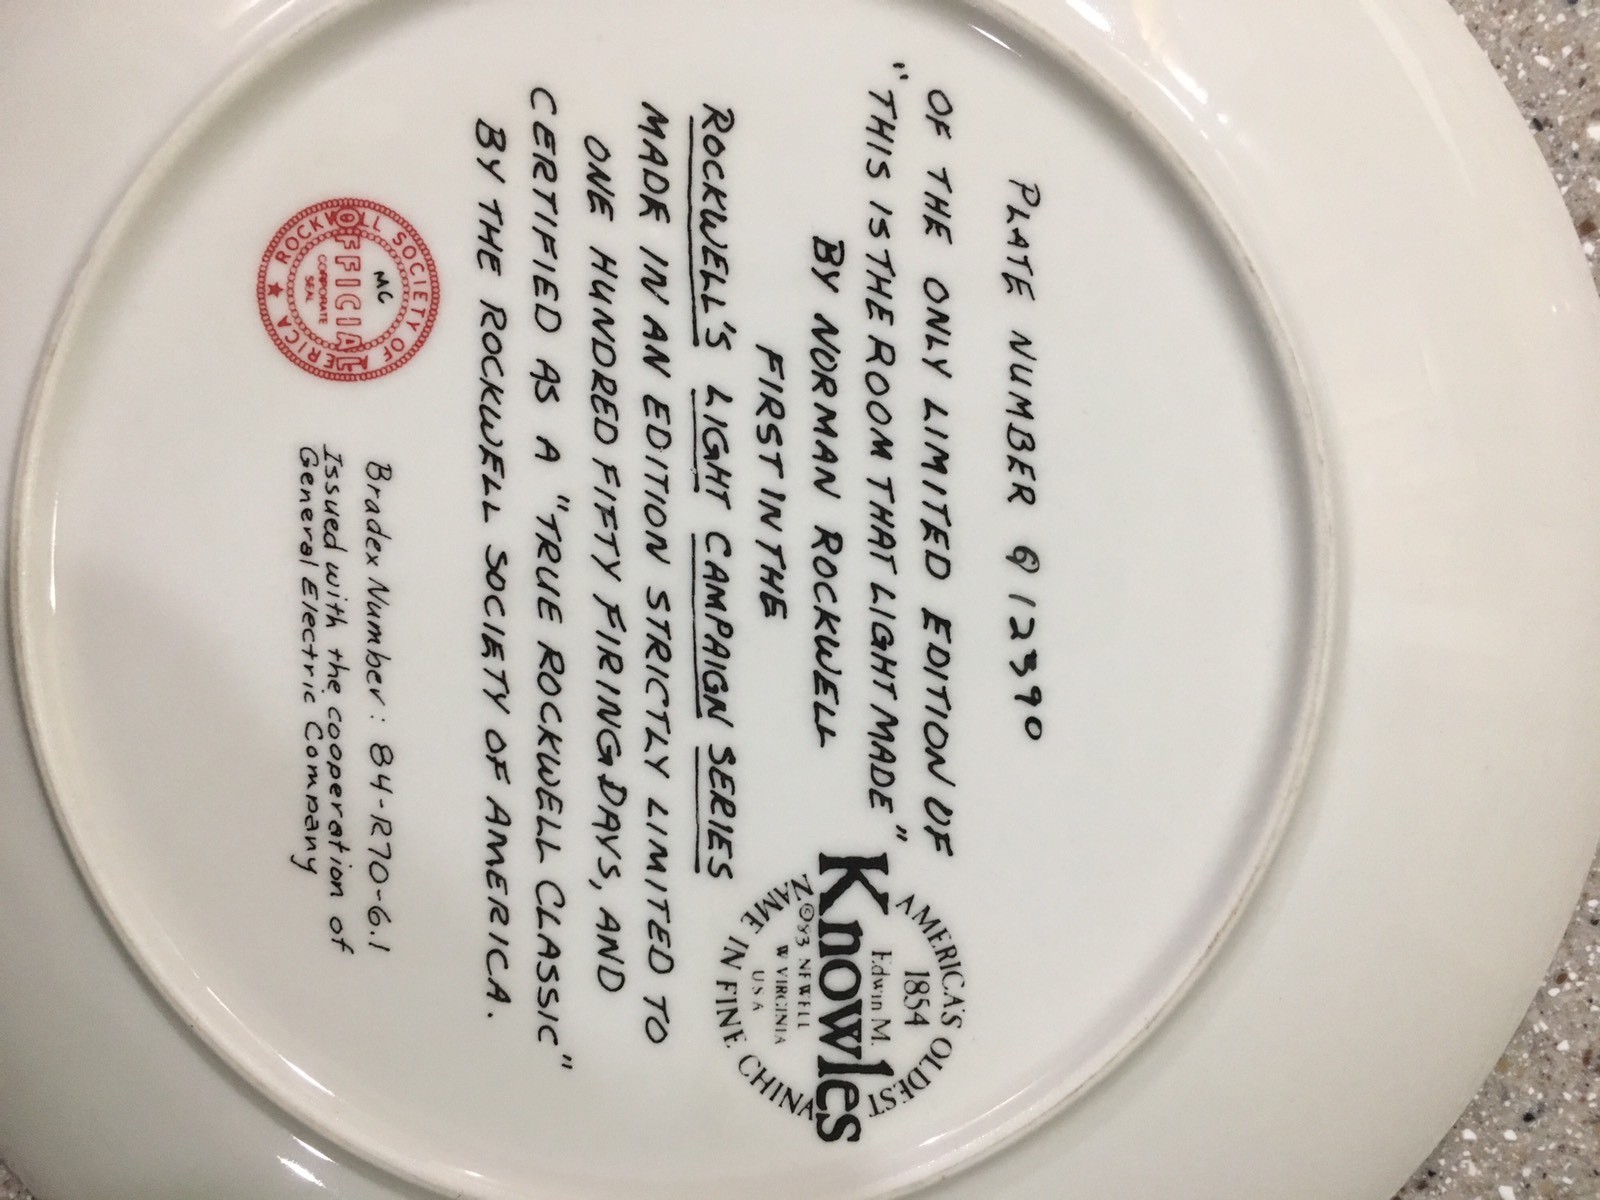 PLATE NUMBER Q12390
OF THE ONLY LIMITED EDITION OF
"THIS IS THE ROOM THAT LIGHT MADE"
BY NORMAN ROCKWELL
FIRST IN THE
ROCKWELL'S LIGHT CAMPAIGN SERIES
MADE IN AN EDITION STRICTLY LIMITED TO
ONE HUNDRED FIFTY FIRING DAYS, AND
CERTIFIED AS A "TRUE ROCKWELL CLASSIC"
BY THE ROCKWELL SOCIETY OF AMERICA.
AMERICA'S OLDEST
1854
Edwin M.
Knowles
©83 NEWELL
W VIRGINIA
USA
NAME IN FINE CHINA
ROCKWELL SOCIETY OF AMERICA ★
MC
OFFICIAL
CORPORATE
SEAL
Bradex Number: 84-R70-6.1
Issued with the cooperation of
General Electric Company